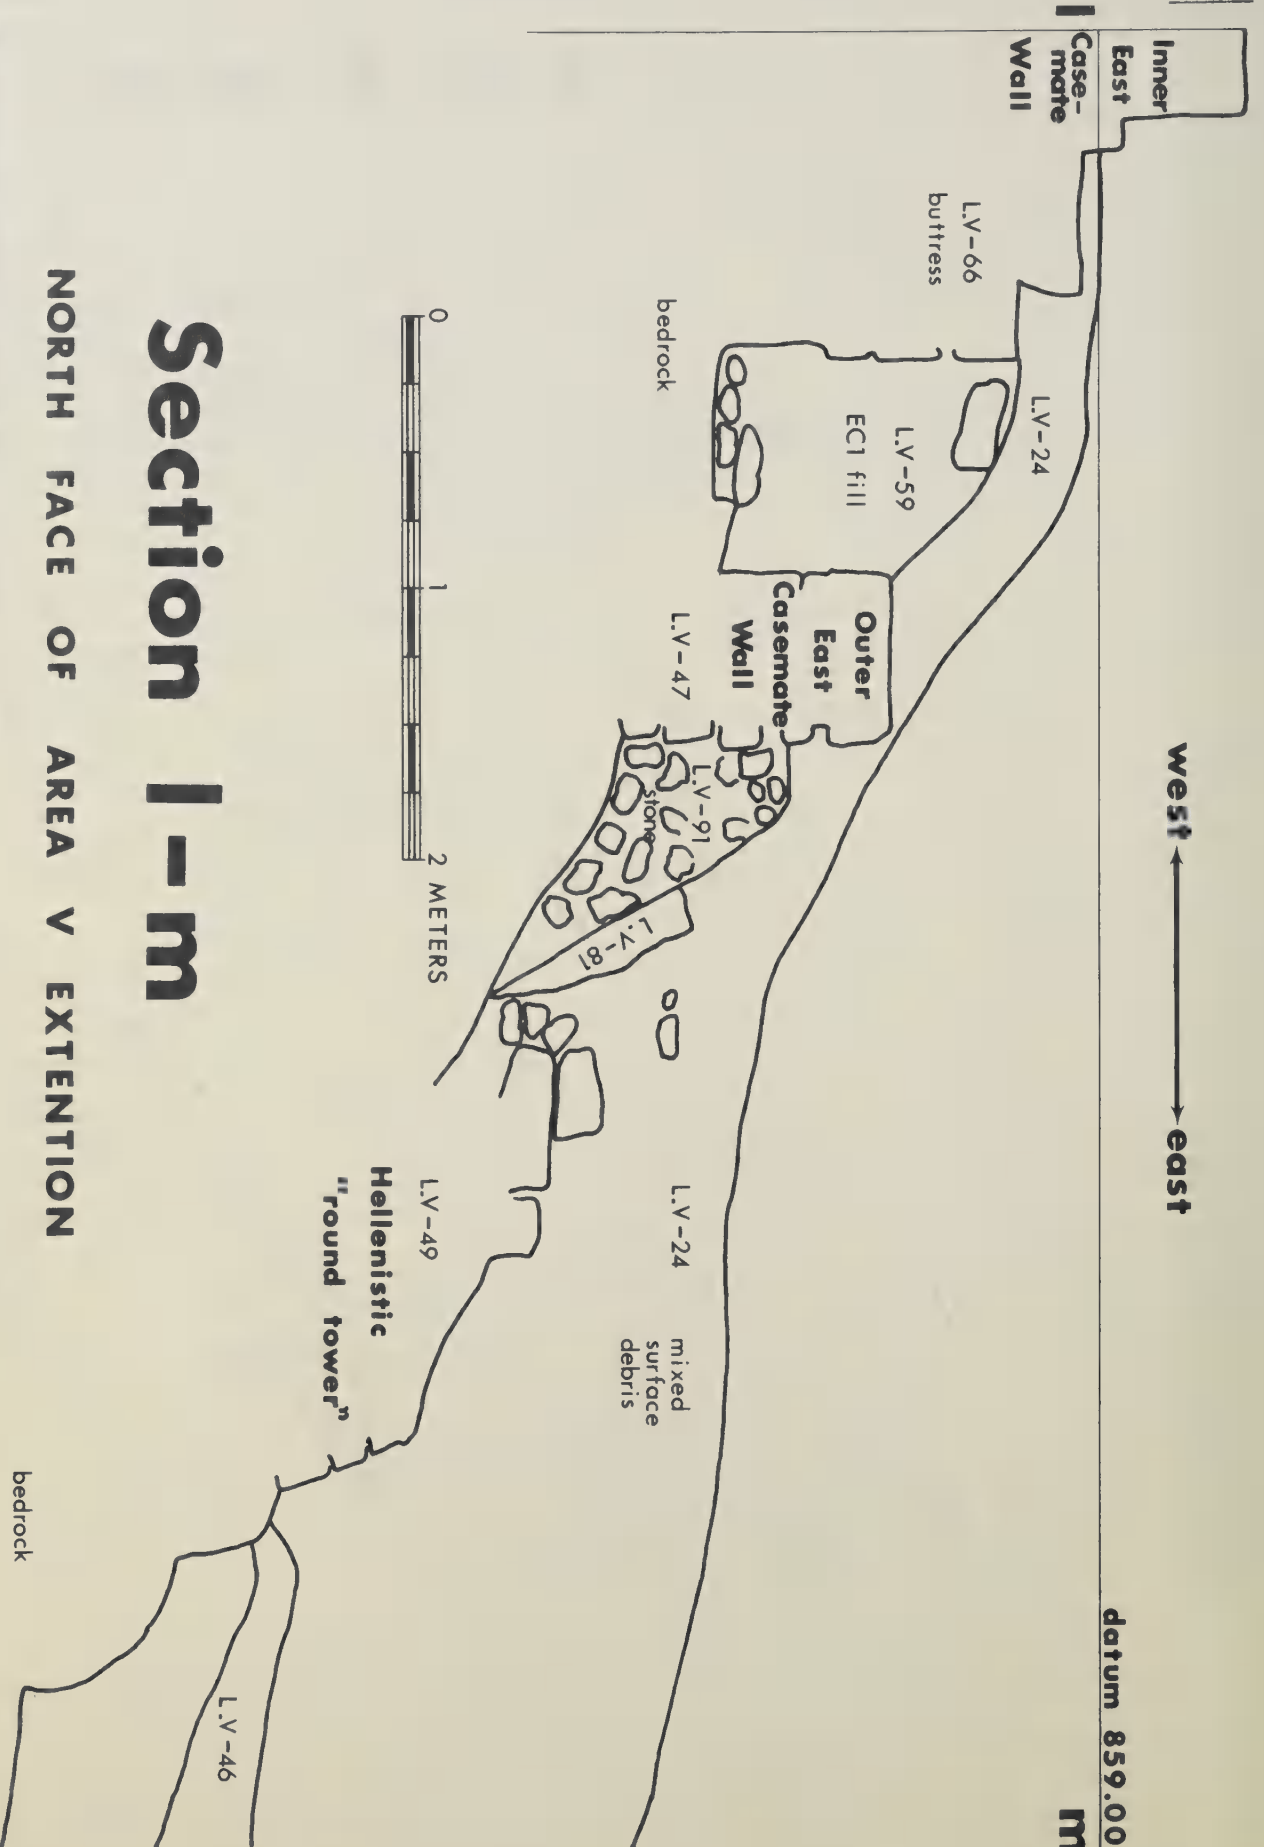 west east
datum 859.00
l
m
Inner
East
Case-
mate
Wall
L.V-66
buttress
L.V-24
L.V-59
EC1 fill
bedrock
Outer
East
Casemate
Wall
L.V-47
L.V-91
stone
L.V-81
L.V-24
mixed
surface
debris
L.V-49
Hellenistic
"round tower"
L.V-46
bedrock
0 1 2 METERS
Section l-m
NORTH FACE OF AREA V EXTENTION